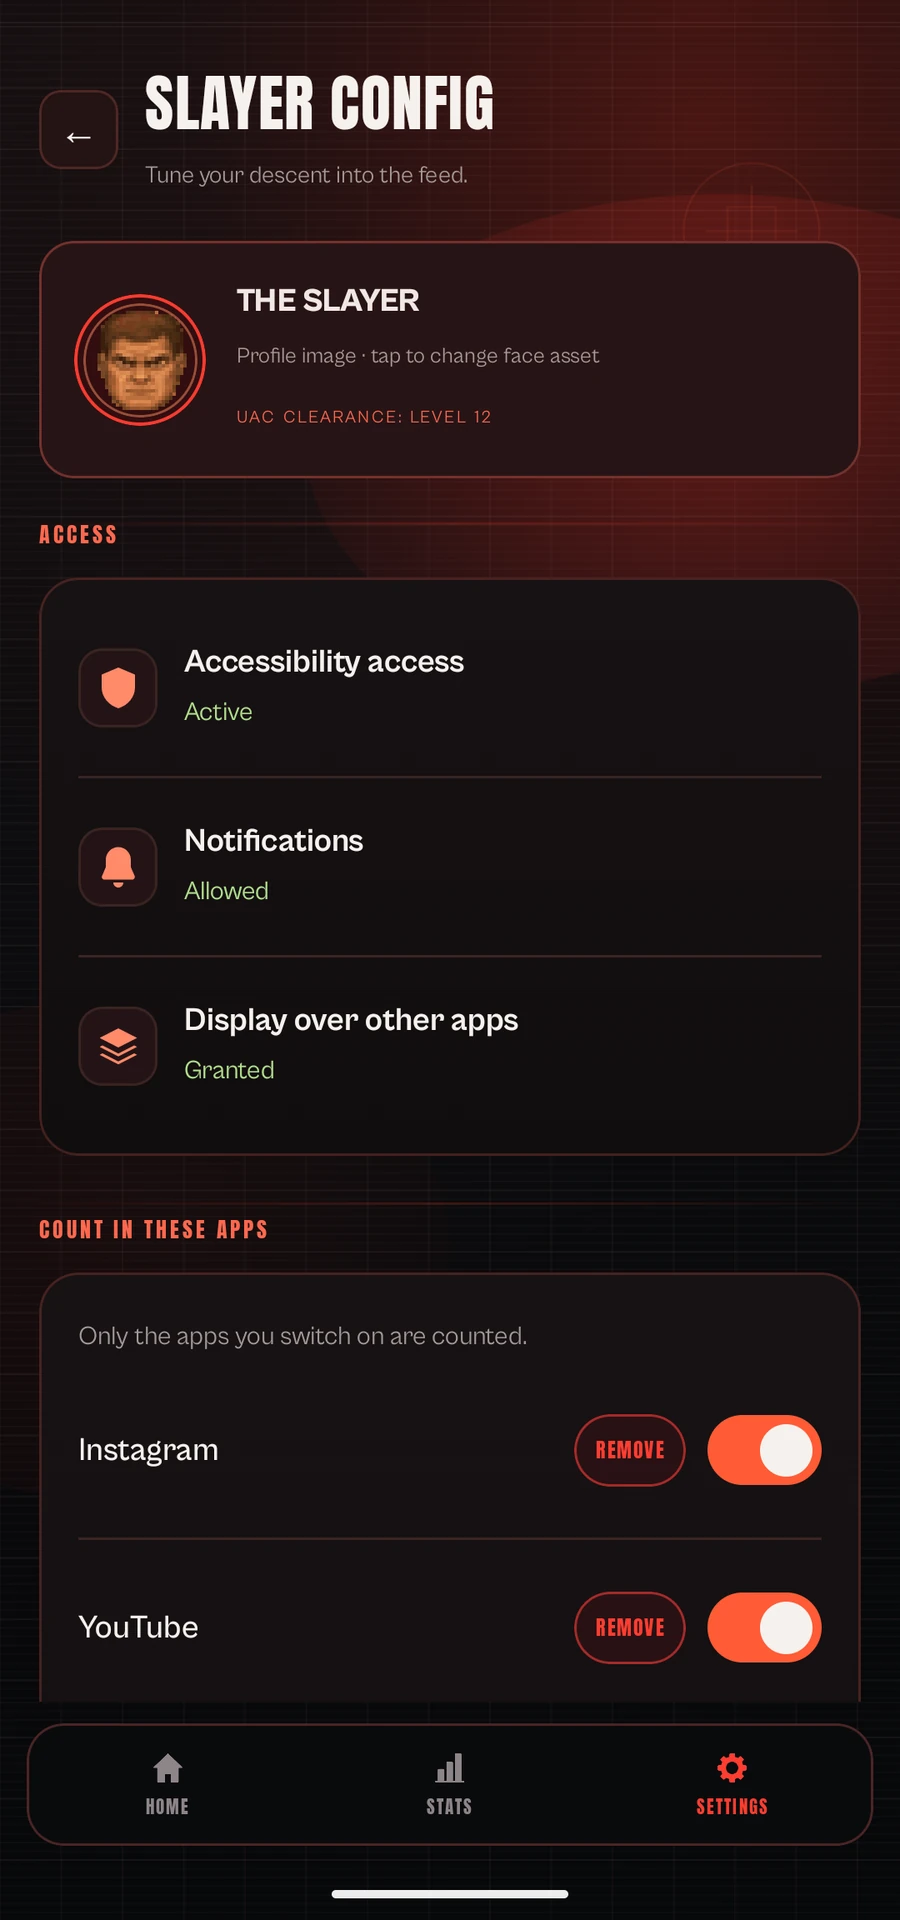 ←
SLAYER CONFIG
Tune your descent into the feed.
THE SLAYER
Profile image · tap to change face asset
UAC CLEARANCE: LEVEL 12
ACCESS
Accessibility access
Active
Notifications
Allowed
Display over other apps
Granted
COUNT IN THESE APPS
Only the apps you switch on are counted.
Instagram REMOVE
YouTube REMOVE
HOME STATS SETTINGS